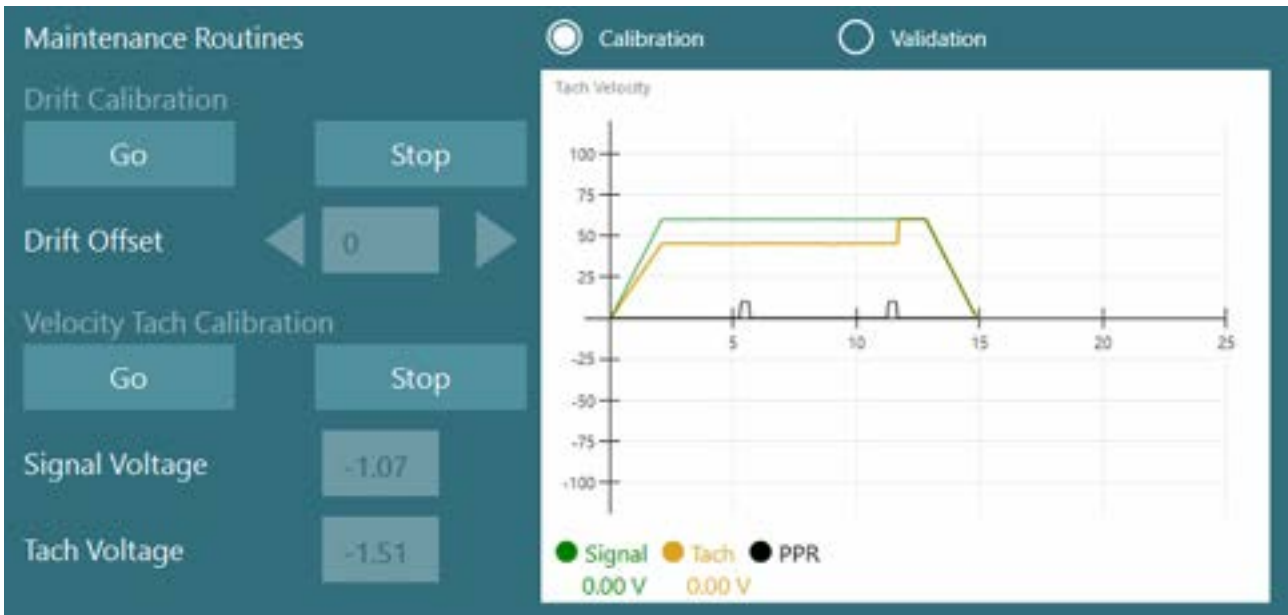 Maintenance Routines
Calibration
Validation
Drift Calibration
Go
Stop
Drift Offset
0
Velocity Tach Calibration
Go
Stop
Signal Voltage
-1.07
Tach Voltage
-1.51
Tach Velocity
100
75
50
25
5
10
15
20
25
-25
-50
-75
-100
Signal
Tach
PPR
0.00 V
0.00 V